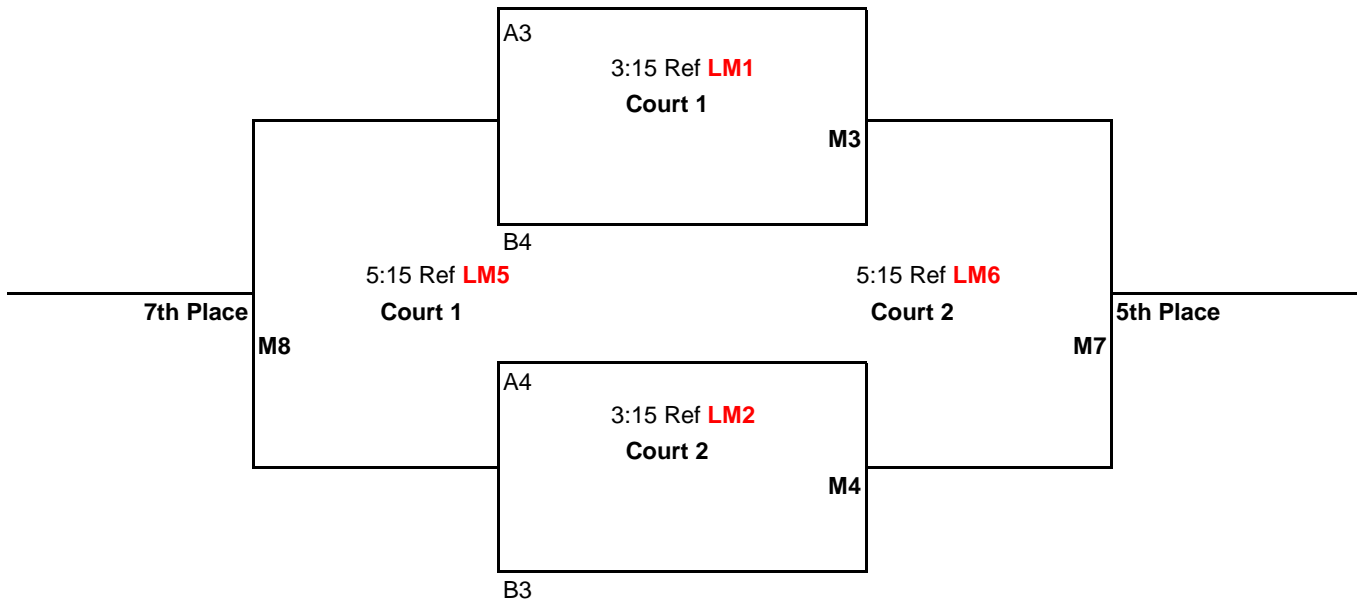 A3
3:15 Ref LM1
Court 1
M3
B4
5:15 Ref LM5
5:15 Ref LM6
7th Place
Court 1
Court 2
5th Place
M8
M7
A4
3:15 Ref LM2
Court 2
M4
B3